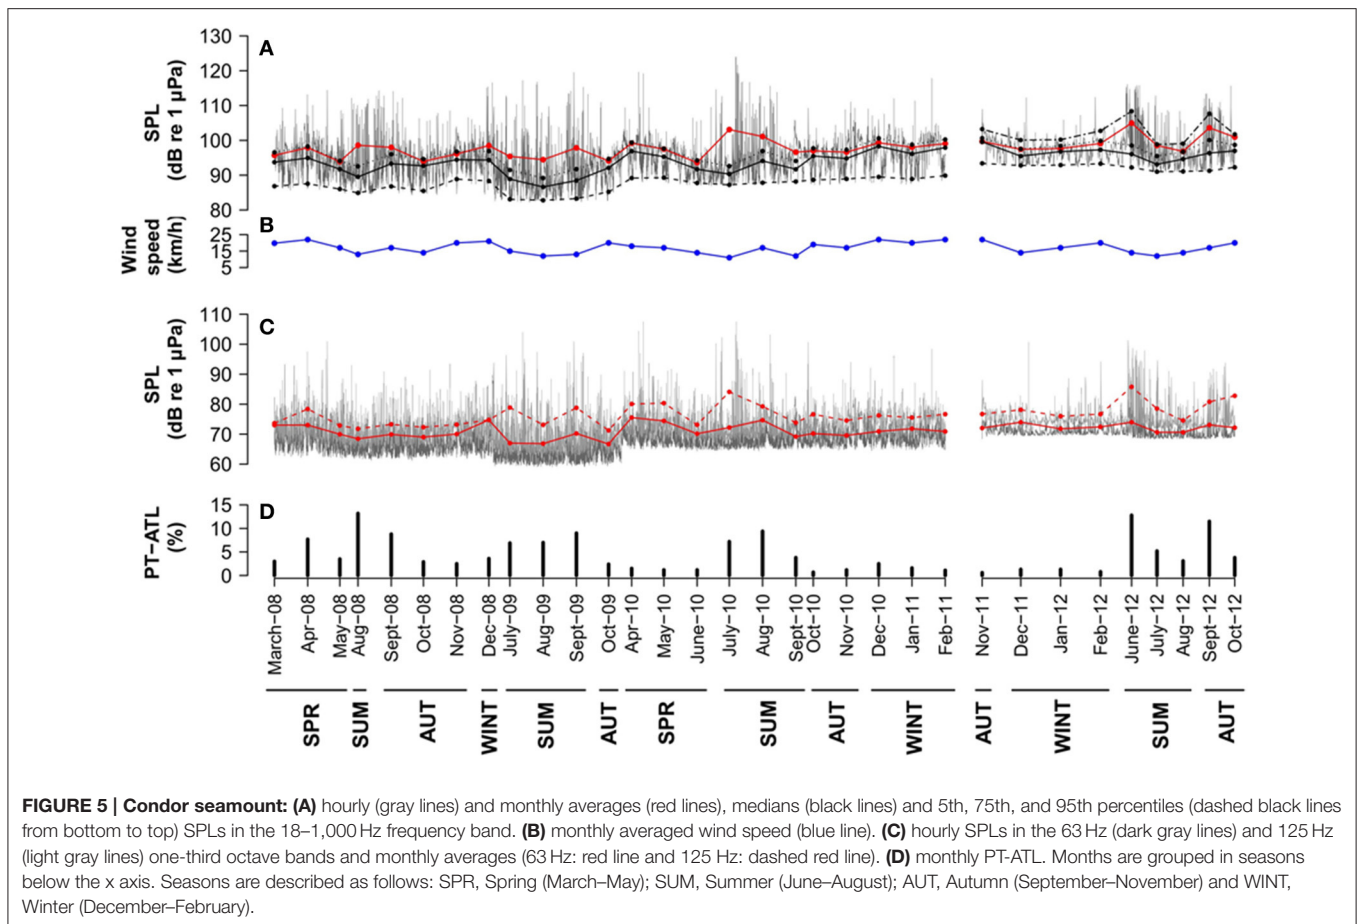 A
130
120
110
100
90
80
SPL
(dB re 1 µPa)
B
25
15
5
Wind
speed
(km/h)
C
110
100
90
80
70
60
SPL
(dB re 1 µPa)
D
15
10
5
0
PT−ATL
(%)
March−08
Apr−08
May−08
Aug−08
Sept−08
Oct−08
Nov−08
Dec−08
July−09
Aug−09
Sept−09
Oct−09
Apr−10
May−10
June−10
July−10
Aug−10
Sept−10
Oct−10
Nov−10
Dec−10
Jan−11
Feb−11
Nov−11
Dec−11
Jan−12
Feb−12
June−12
July−12
Aug−12
Sept−12
Oct−12
SPR
SUM
AUT
WINT
SUM
AUT
SPR
SUM
AUT
WINT
AUT
WINT
SUM
AUT
FIGURE 5 | Condor seamount: (A) hourly (gray lines) and monthly averages (red lines), medians (black lines) and 5th, 75th, and 95th percentiles (dashed black lines
from bottom to top) SPLs in the 18–1,000 Hz frequency band. (B) monthly averaged wind speed (blue line). (C) hourly SPLs in the 63 Hz (dark gray lines) and 125 Hz
(light gray lines) one-third octave bands and monthly averages (63 Hz: red line and 125 Hz: dashed red line). (D) monthly PT-ATL. Months are grouped in seasons
below the x axis. Seasons are described as follows: SPR, Spring (March–May); SUM, Summer (June–August); AUT, Autumn (September–November) and WINT,
Winter (December–February).